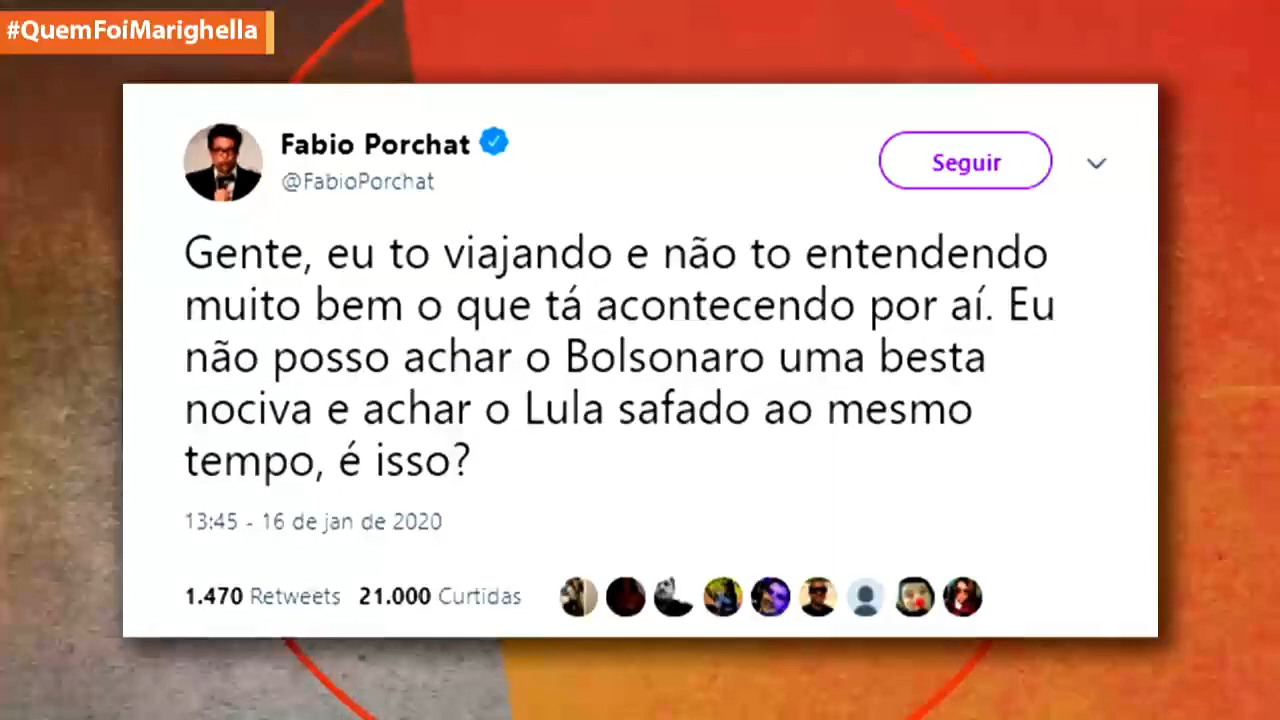 #QuemFoiMarighella
Fabio Porchat
@FabioPorchat
Seguir
Gente, eu to viajando e não to entendendo
muito bem o que tá acontecendo por aí. Eu
não posso achar o Bolsonaro uma besta
nociva e achar o Lula safado ao mesmo
tempo, é isso?
13:45 - 16 de jan de 2020
1.470 Retweets 21.000 Curtidas